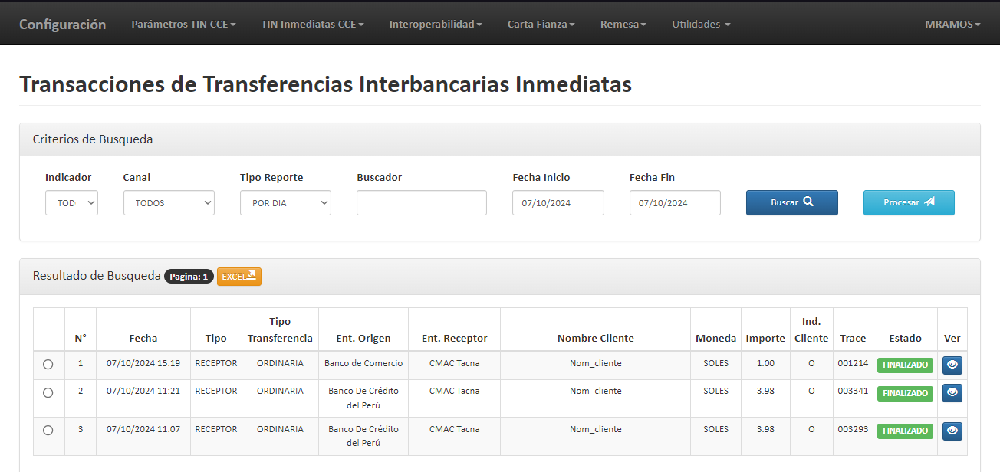 Configuración Parámetros TIN CCE TIN Inmediatas CCE Interoperabilidad Carta Fianza Remesa Utilidades MRAMOS
Transacciones de Transferencias Interbancarias Inmediatas
Criterios de Busqueda
Indicador Canal Tipo Reporte Buscador Fecha Inicio Fecha Fin
TOD TODOS POR DIA 07/10/2024 07/10/2024 Buscar Procesar
Resultado de Busqueda Pagina: 1 EXCEL
Tipo Ind.
N° Fecha Tipo Transferencia Ent. Origen Ent. Receptor Nombre Cliente Moneda Importe Cliente Trace Estado Ver
1 07/10/2024 15:19 RECEPTOR ORDINARIA Banco de Comercio CMAC Tacna Nom_cliente SOLES 1.00 O 001214 FINALIZADO
2 07/10/2024 11:21 RECEPTOR ORDINARIA Banco De Crédito CMAC Tacna Nom_cliente SOLES 3.98 O 003341 FINALIZADO
del Perú
3 07/10/2024 11:07 RECEPTOR ORDINARIA Banco De Crédito CMAC Tacna Nom_cliente SOLES 3.98 O 003293 FINALIZADO
del Perú